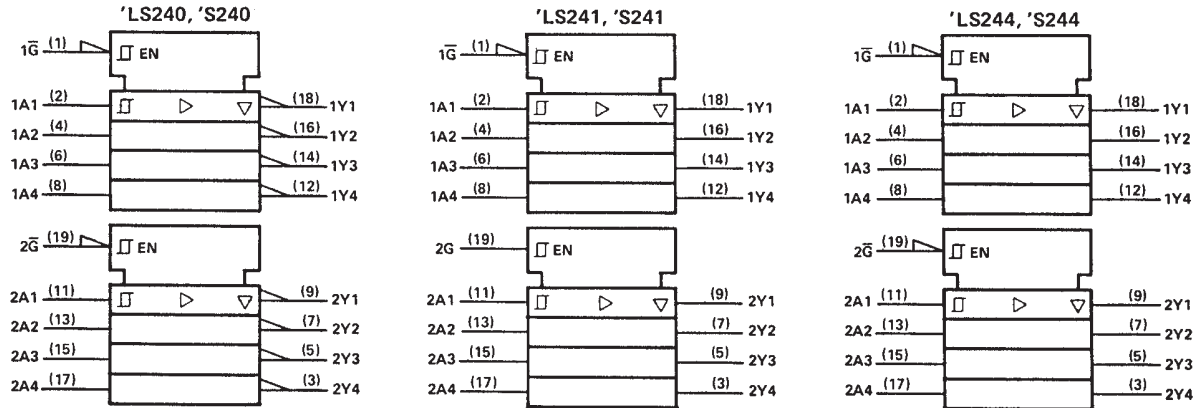 'LS240, 'S240
1G̅ (1) EN
1A1 (2) (18) 1Y1
1A2 (4) (16) 1Y2
1A3 (6) (14) 1Y3
1A4 (8) (12) 1Y4
2G̅ (19) EN
2A1 (11) (9) 2Y1
2A2 (13) (7) 2Y2
2A3 (15) (5) 2Y3
2A4 (17) (3) 2Y4
'LS241, 'S241
1G̅ (1) EN
1A1 (2) (18) 1Y1
1A2 (4) (16) 1Y2
1A3 (6) (14) 1Y3
1A4 (8) (12) 1Y4
2G (19) EN
2A1 (11) (9) 2Y1
2A2 (13) (7) 2Y2
2A3 (15) (5) 2Y3
2A4 (17) (3) 2Y4
'LS244, 'S244
1G̅ (1) EN
1A1 (2) (18) 1Y1
1A2 (4) (16) 1Y2
1A3 (6) (14) 1Y3
1A4 (8) (12) 1Y4
2G̅ (19) EN
2A1 (11) (9) 2Y1
2A2 (13) (7) 2Y2
2A3 (15) (5) 2Y3
2A4 (17) (3) 2Y4